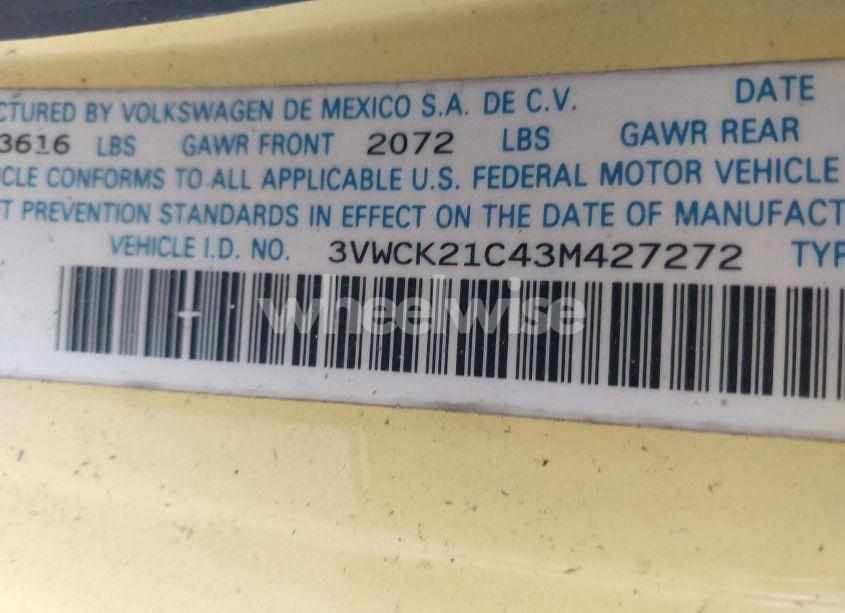 CTURED BY VOLKSWAGEN DE MEXICO S.A. DE C.V. DATE
3616 LBS GAWR FRONT 2072 LBS GAWR REAR
CLE CONFORMS TO ALL APPLICABLE U.S. FEDERAL MOTOR VEHICLE
T PREVENTION STANDARDS IN EFFECT ON THE DATE OF MANUFACT
VEHICLE I.D. NO. 3VWCK21C43M427272 TYP
wheelwise